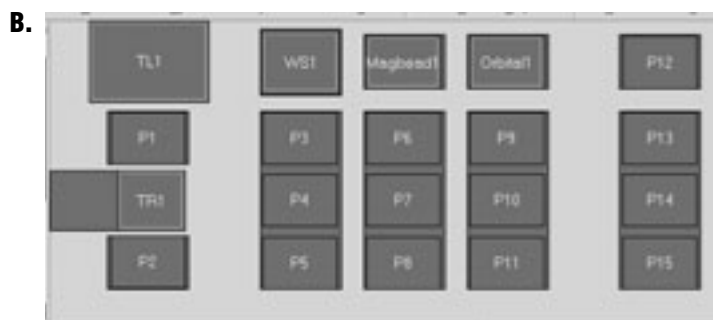 B.
TL1 WS1 Magbead1 Orbital1 P12
P1 P3 P6 P9 P13
TR1 P4 P7 P10 P14
P2 P5 P8 P11 P15